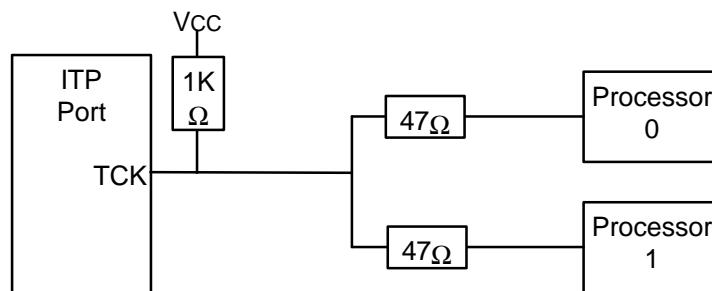 VCC
ITP
Port
1K
Ω
TCK
47Ω
Processor
0
47Ω
Processor
1